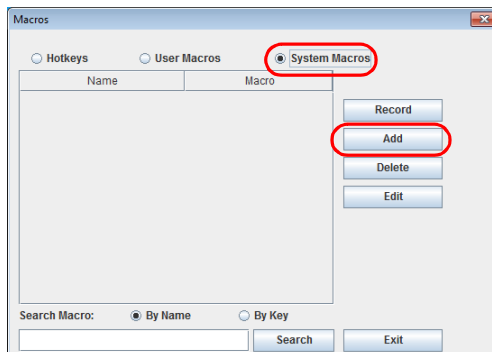 Macros
Hotkeys User Macros System Macros
Name Macro
Record
Add
Delete
Edit
Search Macro: By Name By Key
Search Exit